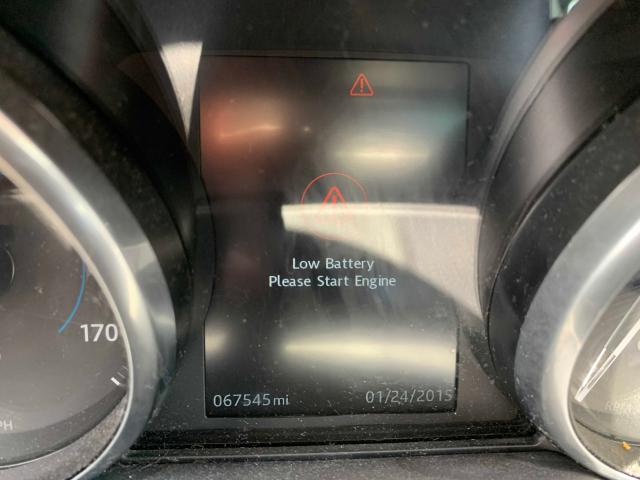 Low Battery
Please Start Engine
170
067545 mi 01/24/2015